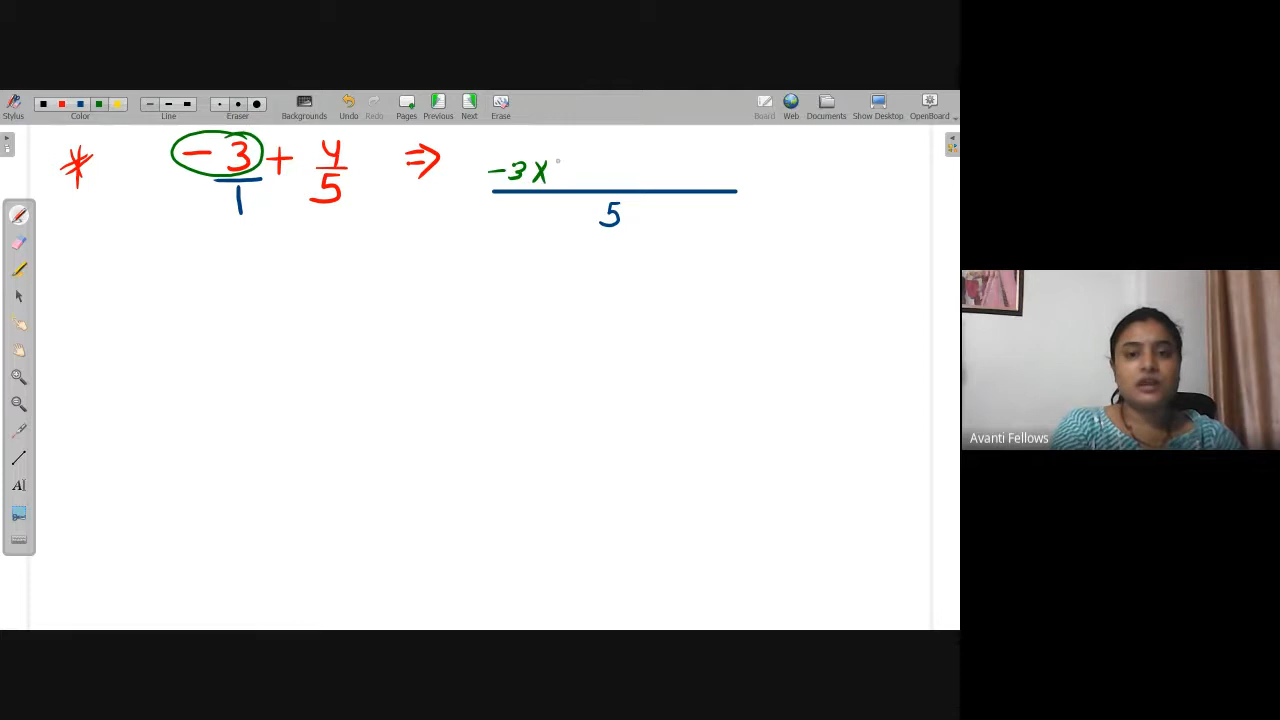 Stylus Color Line Eraser Backgrounds Undo Redo Pages Previous Next Erase Board Web Documents Show Desktop OpenBoard
* -3/1 + 4/5 ⇒ -3 x / 5
Avanti Fellows